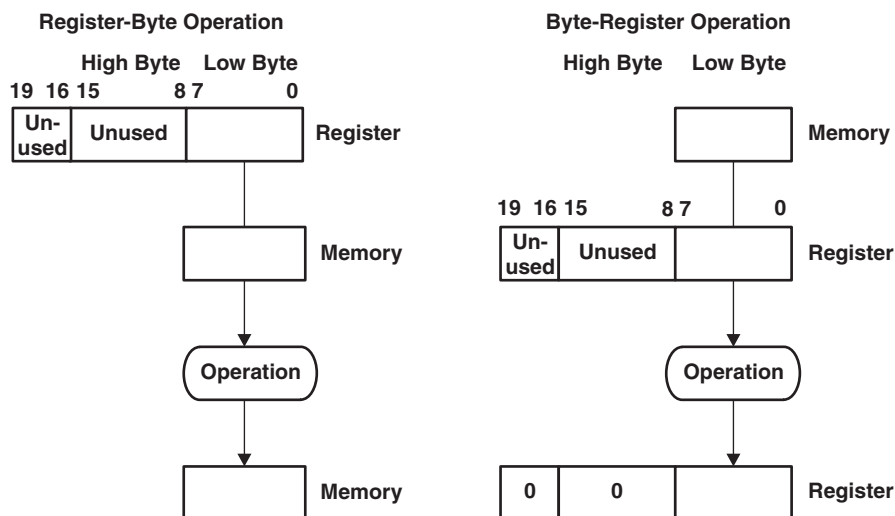 Register-Byte Operation
High Byte Low Byte
19 16 15 8 7 0
Un-
used
Unused
Register
Memory
Operation
Memory
Byte-Register Operation
High Byte Low Byte
Memory
19 16 15 8 7 0
Un-
used
Unused
Register
Operation
0 0
Register